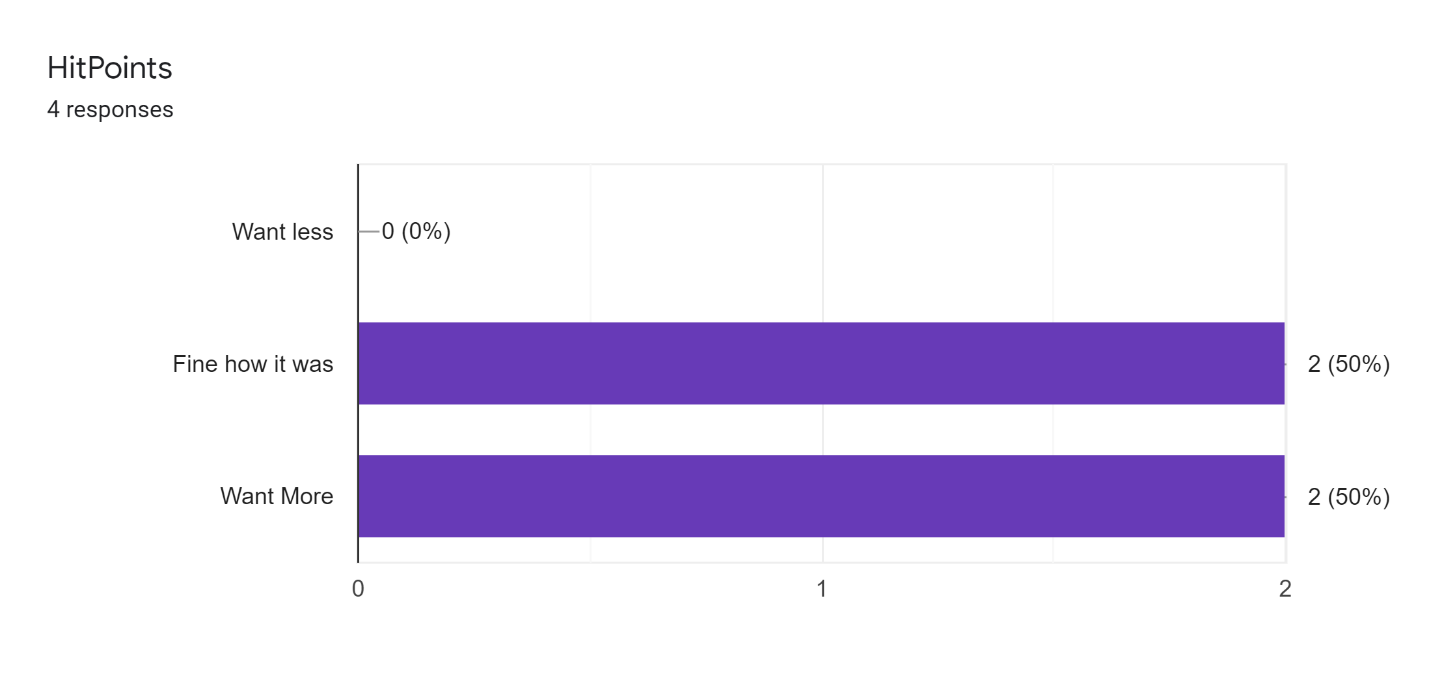 HitPoints
4 responses
Want less
0 (0%)
Fine how it was
2 (50%)
Want More
2 (50%)
0
1
2